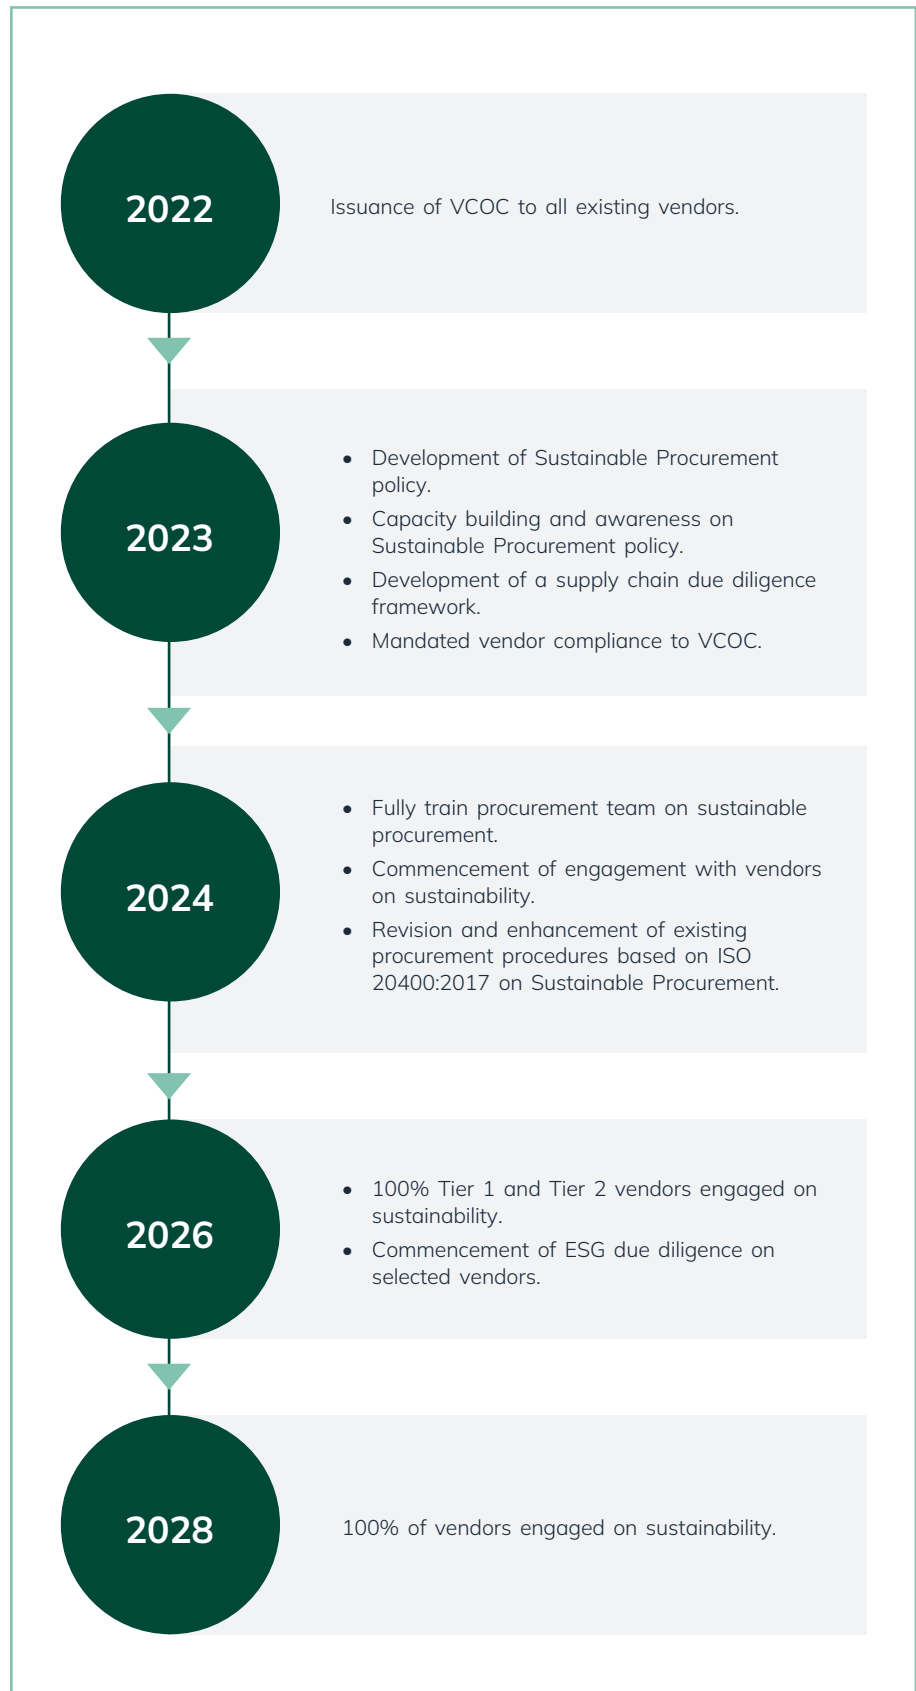 2022
Issuance of VCOC to all existing vendors.
2023
• Development of Sustainable Procurement
policy.
• Capacity building and awareness on
Sustainable Procurement policy.
• Development of a supply chain due diligence
framework.
• Mandated vendor compliance to VCOC.
2024
• Fully train procurement team on sustainable
procurement.
• Commencement of engagement with vendors
on sustainability.
• Revision and enhancement of existing
procurement procedures based on ISO
20400:2017 on Sustainable Procurement.
2026
• 100% Tier 1 and Tier 2 vendors engaged on
sustainability.
• Commencement of ESG due diligence on
selected vendors.
2028
100% of vendors engaged on sustainability.